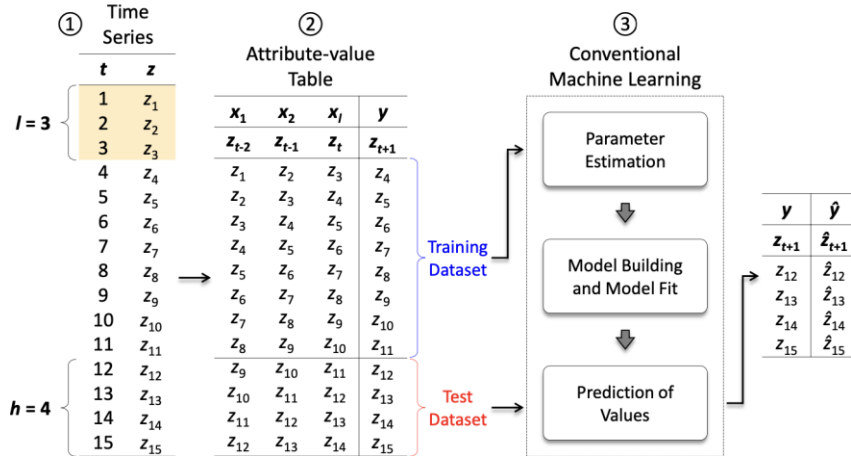 ①
Time
Series
t z
1 z₁
2 z₂
3 z₃
4 z₄
5 z₅
6 z₆
7 z₇
8 z₈
9 z₉
10 z₁₀
11 z₁₁
12 z₁₂
13 z₁₃
14 z₁₄
15 z₁₅
l = 3
h = 4
②
Attribute-value
Table
x₁ x₂ xₗ y
zₜ₋₂ zₜ₋₁ zₜ zₜ₊₁
z₁ z₂ z₃ z₄
z₂ z₃ z₄ z₅
z₃ z₄ z₅ z₆
z₄ z₅ z₆ z₇
z₅ z₆ z₇ z₈
z₆ z₇ z₈ z₉
z₇ z₈ z₉ z₁₀
z₈ z₉ z₁₀ z₁₁
z₉ z₁₀ z₁₁ z₁₂
z₁₀ z₁₁ z₁₂ z₁₃
z₁₁ z₁₂ z₁₃ z₁₄
z₁₂ z₁₃ z₁₄ z₁₅
Training
Dataset
Test
Dataset
③
Conventional
Machine Learning
Parameter
Estimation
Model Building
and Model Fit
Prediction of
Values
y ŷ
zₜ₊₁ ẑₜ₊₁
z₁₂ ẑ₁₂
z₁₃ ẑ₁₃
z₁₄ ẑ₁₄
z₁₅ ẑ₁₅